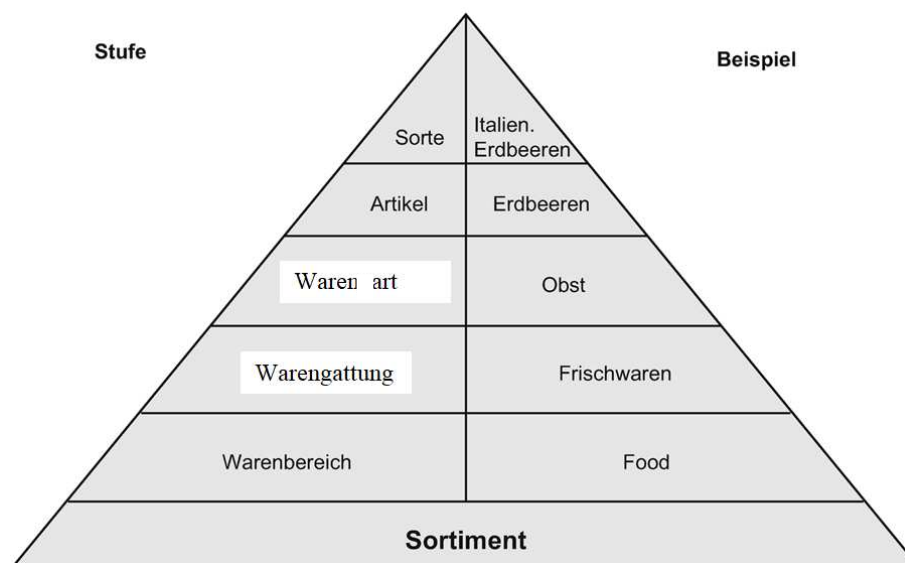 Stufe
Beispiel
Sorte
Italien.
Erdbeeren
Artikel
Erdbeeren
Waren art
Obst
Warengattung
Frischwaren
Warenbereich
Food
Sortiment